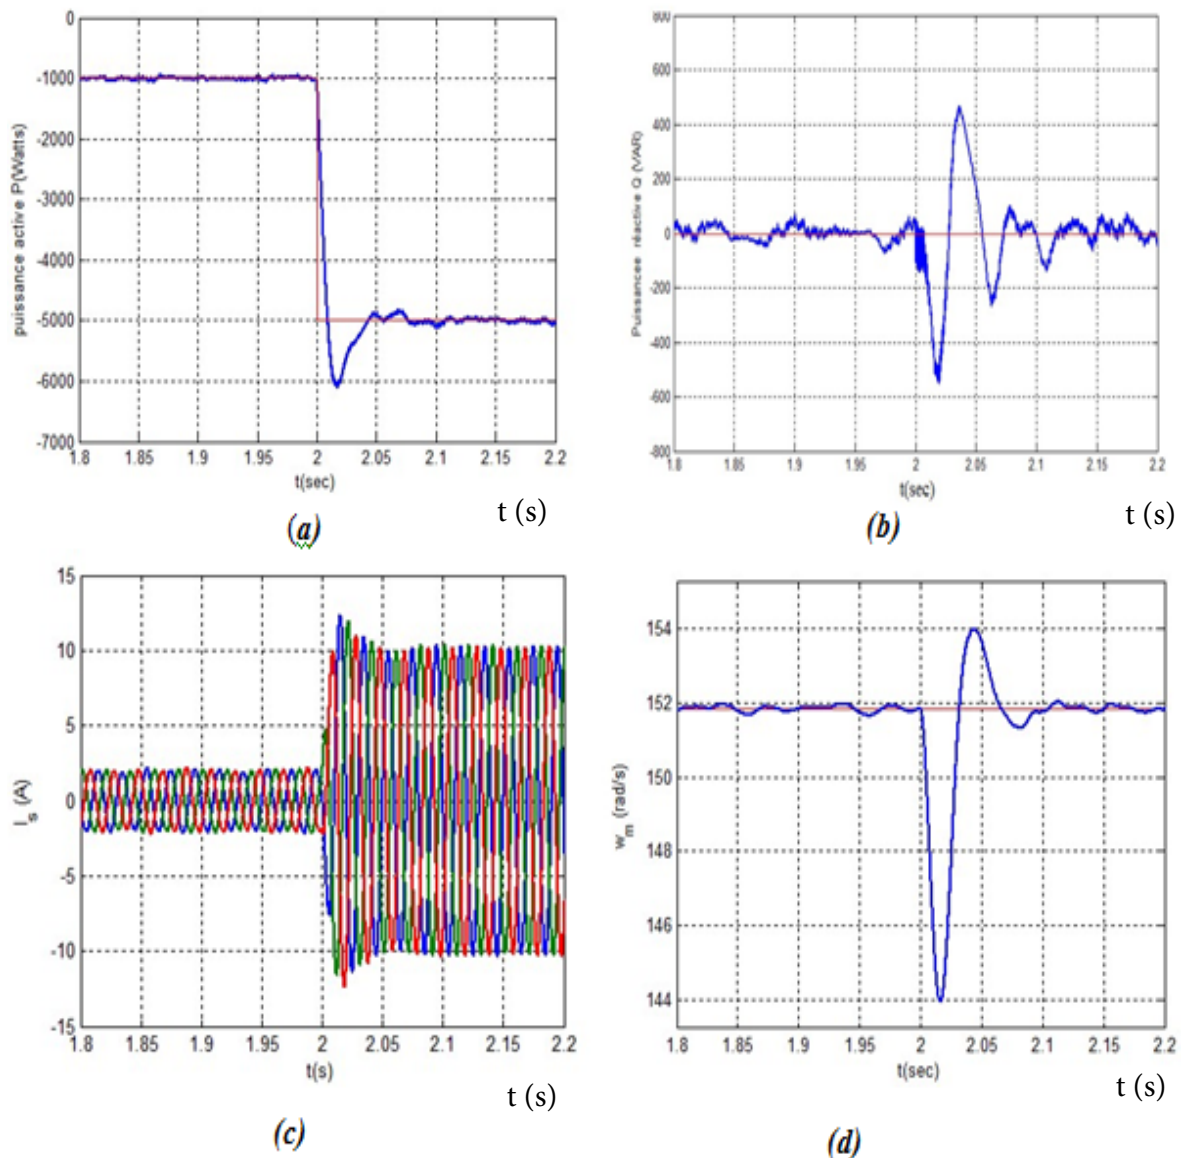 0
-1000
-2000
-3000
-4000
-5000
-6000
-7000
puissance active P(Watts)
1.8 1.85 1.9 1.95 2 2.05 2.1 2.15 2.2
t(sec)
t (s)
(a)
800
600
400
200
0
-200
-400
-600
-800
Puissancee réactive Q (VAR)
1.8 1.85 1.9 1.95 2 2.05 2.1 2.15 2.2
t(sec)
t (s)
(b)
15
10
5
0
-5
-10
-15
I_s (A)
1.8 1.85 1.9 1.95 2 2.05 2.1 2.15 2.2
t(s)
t (s)
(c)
154
152
150
148
146
144
w_m (rad/s)
1.8 1.85 1.9 1.95 2 2.05 2.1 2.15 2.2
t(sec)
t (s)
(d)